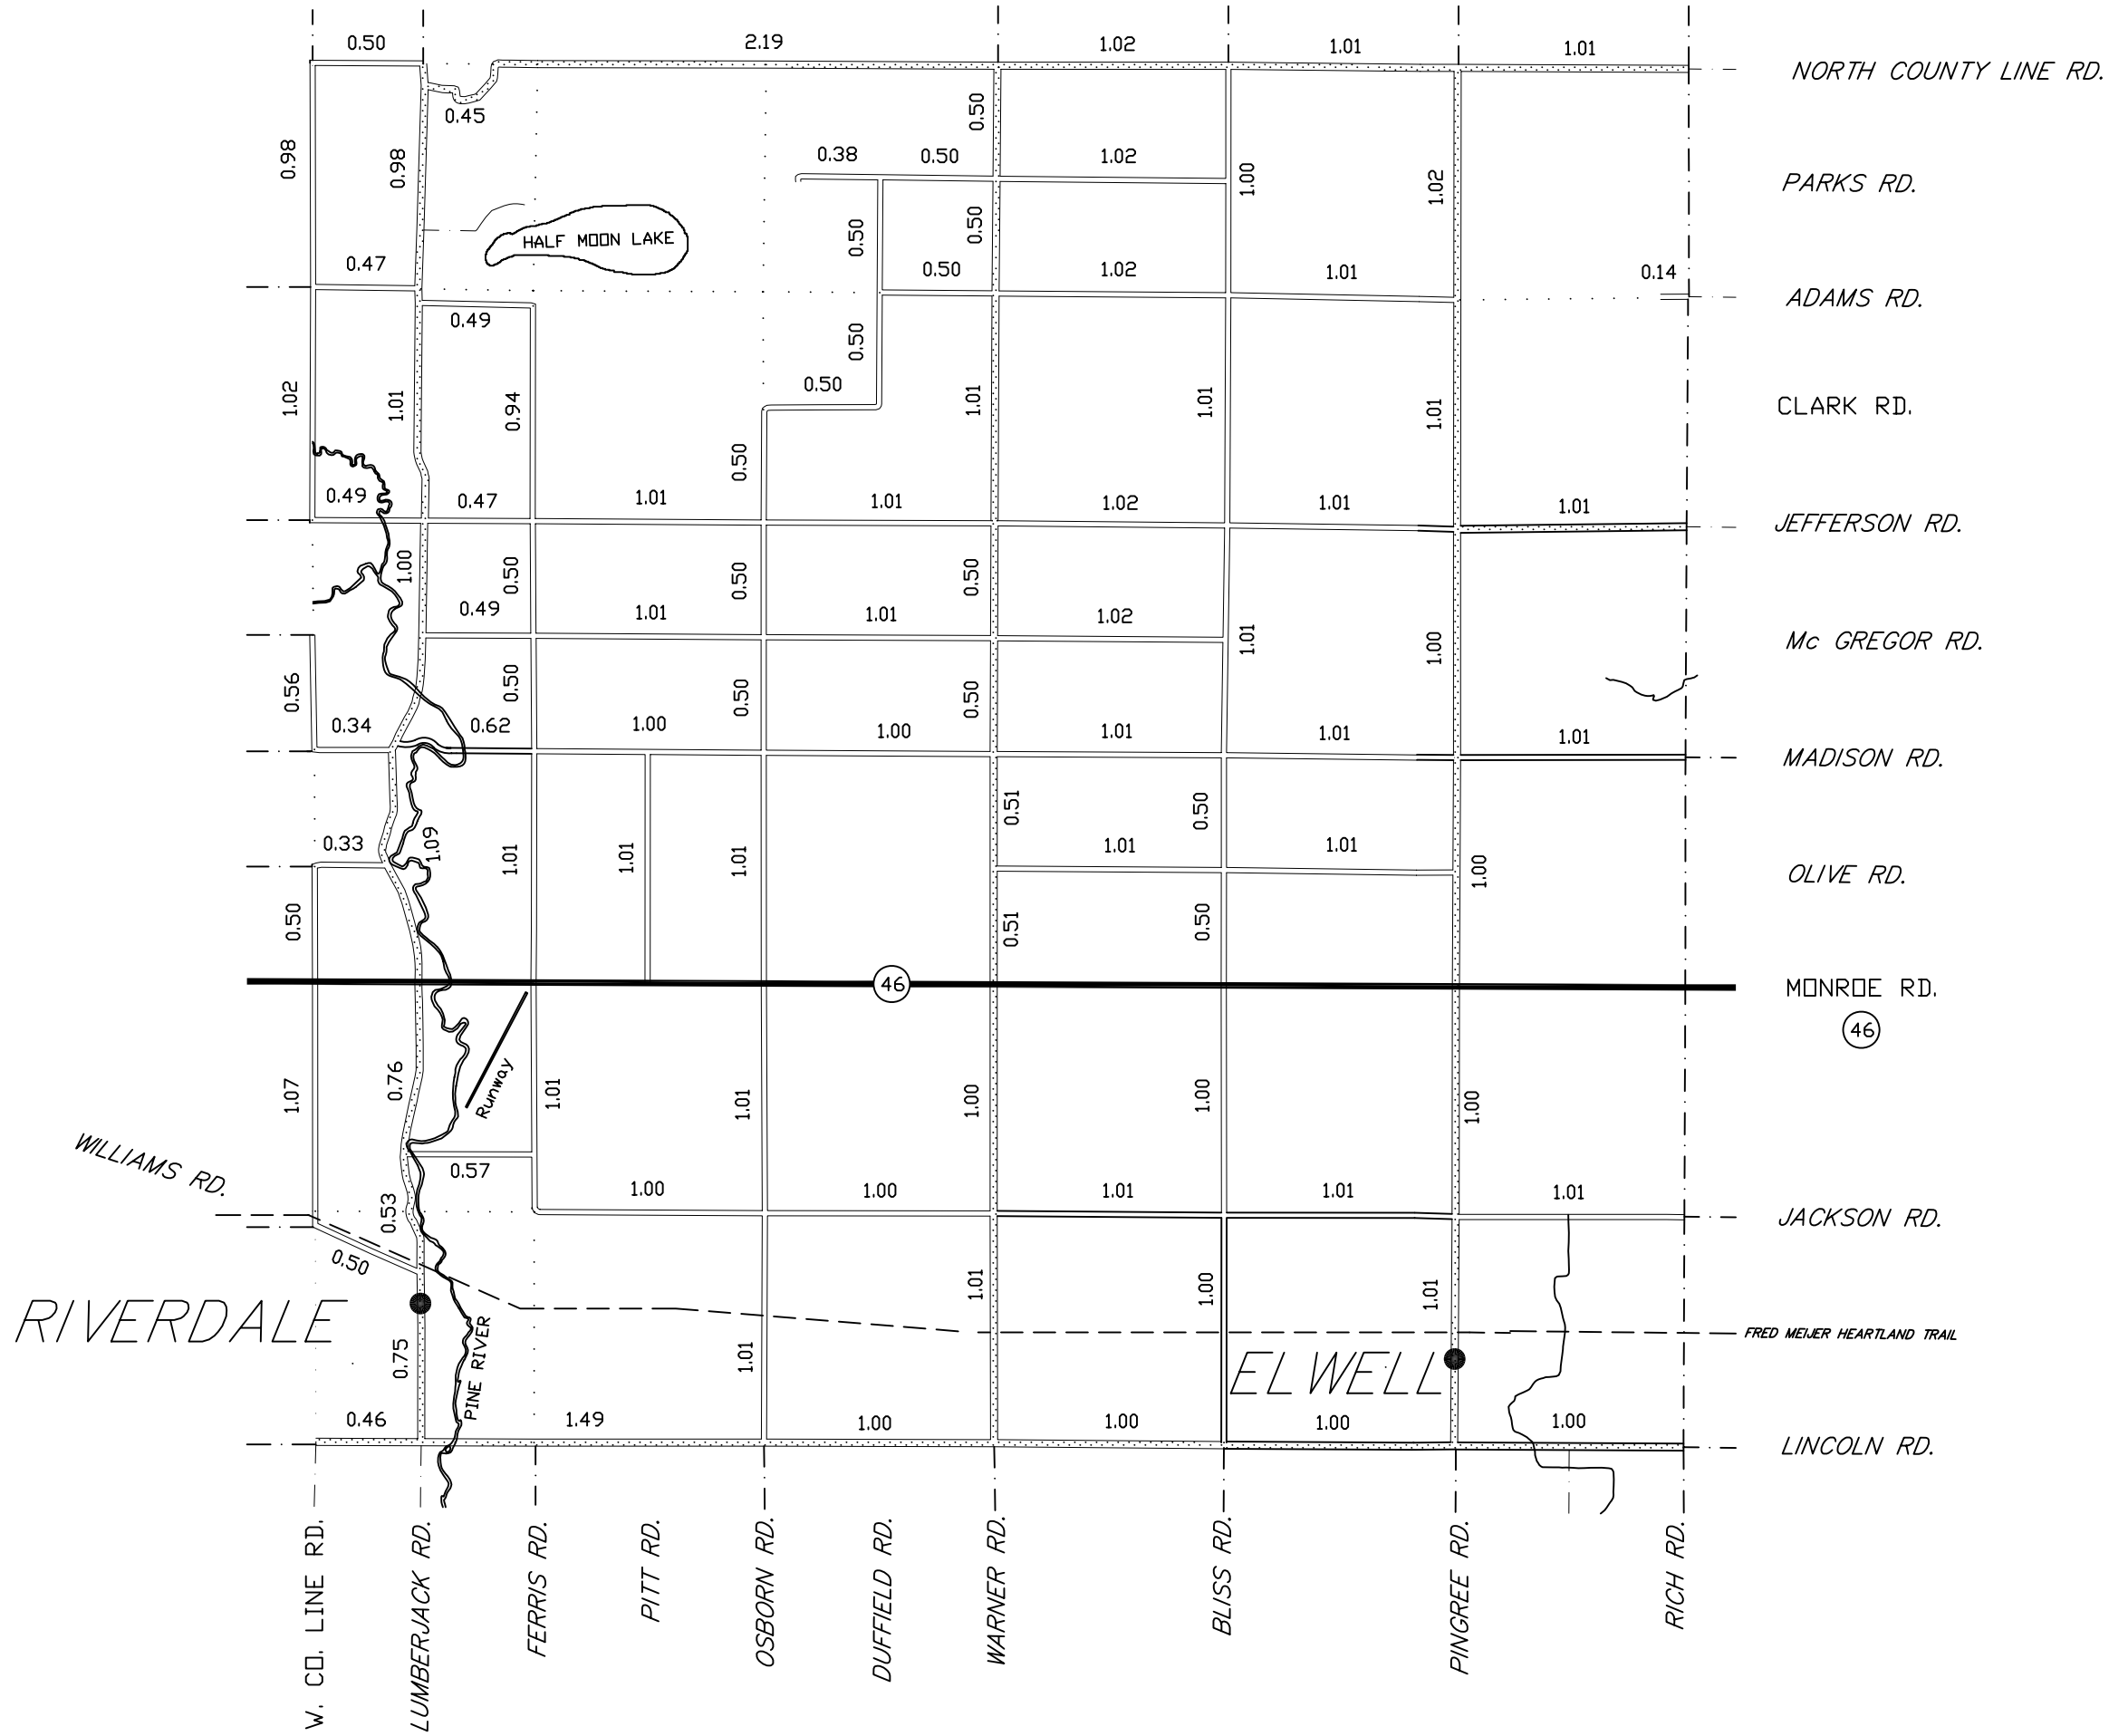 0.50 2.19 1.02 1.01 1.01
NORTH COUNTY LINE RD.
0.45 0.50
0.98 0.98 0.38 0.50 1.02 1.00 1.02
PARKS RD.
HALF MOON LAKE
0.50 0.50
0.47 0.50 1.02 1.01 0.14
ADAMS RD.
0.49 0.50
0.50
1.02 1.01 0.94 1.01 1.01 1.01
CLARK RD.
0.50
0.49 0.47 1.01 1.01 1.02 1.01 1.01
JEFFERSON RD.
1.00 0.50 0.50 0.50
0.49 1.01 1.01 1.02
1.01 1.00
Mc GREGOR RD.
0.56 0.50 0.50 0.50
0.34 0.62 1.00 1.00 1.01 1.01 1.01
MADISON RD.
0.51 0.50
0.33 1.09 1.01 1.01 1.01 1.01 1.01 1.00
OLIVE RD.
0.50 0.51 0.50
46
MONROE RD.
46
1.07 0.76 Runway 1.01 1.01 1.00 1.00 1.00
WILLIAMS RD.
0.57
0.53 1.00 1.00 1.01 1.01 1.01
JACKSON RD.
0.50 1.01 1.00 1.01
RIVERDALE
FRED MEIJER HEARTLAND TRAIL
0.75 PINE RIVER 1.01
ELWELL
0.46 1.49 1.00 1.00 1.00 1.00
LINCOLN RD.
W. CO. LINE RD.
LUMBERJACK RD.
FERRIS RD.
PITT RD.
OSBORN RD.
DUFFIELD RD.
WARNER RD.
BLISS RD.
PINGREE RD.
RICH RD.